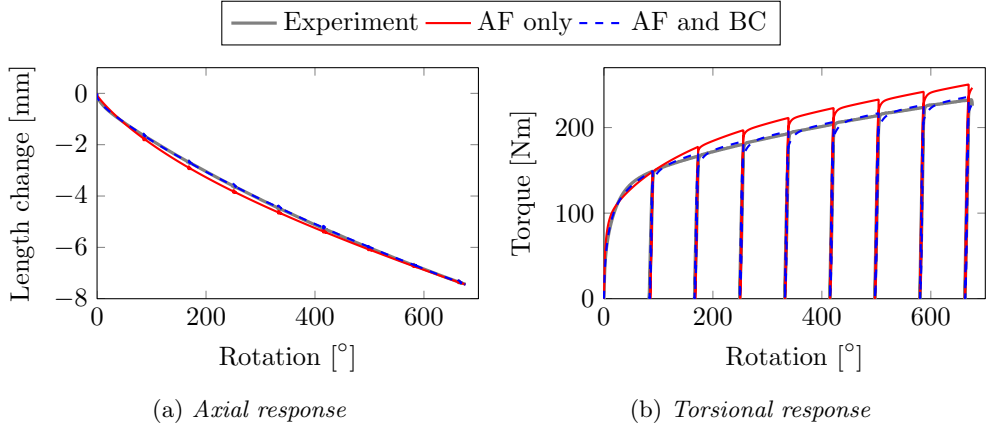 Experiment AF only AF and BC
0
−2
−4
−6
−8
Length change [mm]
0 200 400 600
Rotation [°]
(a) Axial response
200
100
0
Torque [Nm]
0 200 400 600
Rotation [°]
(b) Torsional response